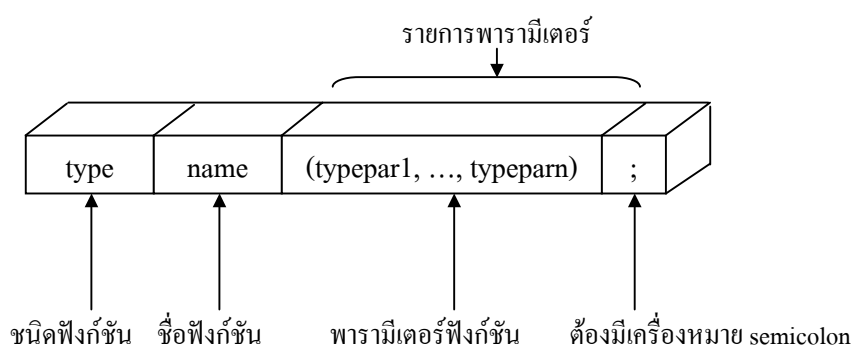 รายการพารามีเตอร์
type name (typepar1, …, typeparn) ;
ชนิดฟังก์ชัน ชื่อฟังก์ชัน พารามีเตอร์ฟังก์ชัน ต้องมีเครื่องหมาย semicolon